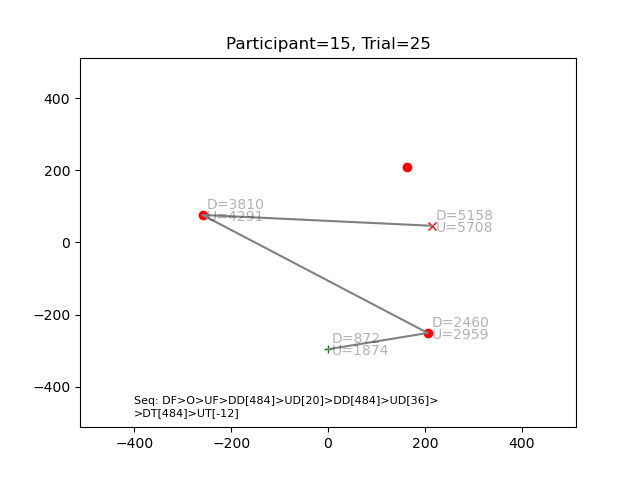 Participant=15, Trial=25
400
200
0
−200
−400
D=3810
U=4291
D=5158
U=5708
D=2460
U=2959
D=872
U=1874
Seq: DF>O>UF>DD[484]>UD[20]>DD[484]>UD[36]>
>DT[484]>UT[-12]
−400
−200
0
200
400